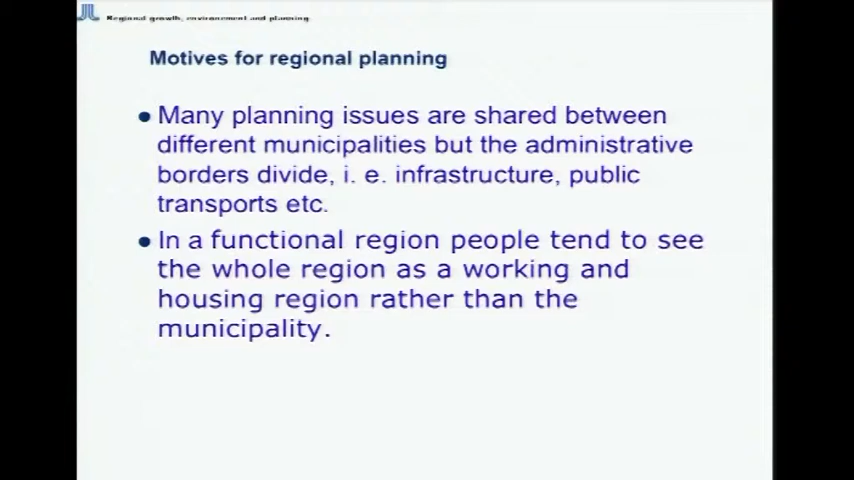 Regional growth, environement and planning
Motives for regional planning
● Many planning issues are shared between
different municipalities but the administrative
borders divide, i. e. infrastructure, public
transports etc.
● In a functional region people tend to see
the whole region as a working and
housing region rather than the
municipality.